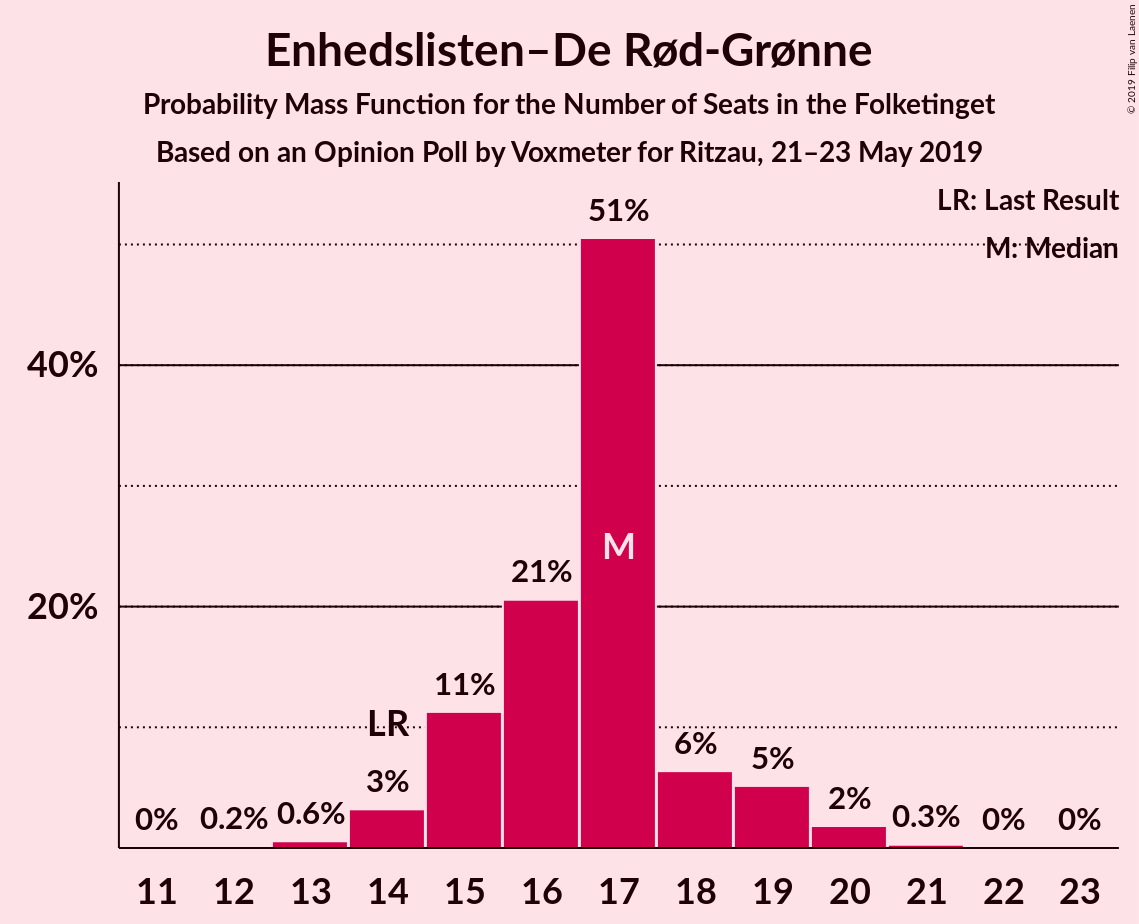 Enhedslisten–De Rød-Grønne
Probability Mass Function for the Number of Seats in the Folketinget
Based on an Opinion Poll by Voxmeter for Ritzau, 21–23 May 2019
© 2019 Filip van Laenen
LR: Last Result
M: Median
51%
40%
M
21%
20%
11%
LR
6%
5%
3%
2%
0%
0.2%
0.6%
0.3%
0%
0%
11 12 13 14 15 16 17 18 19 20 21 22 23